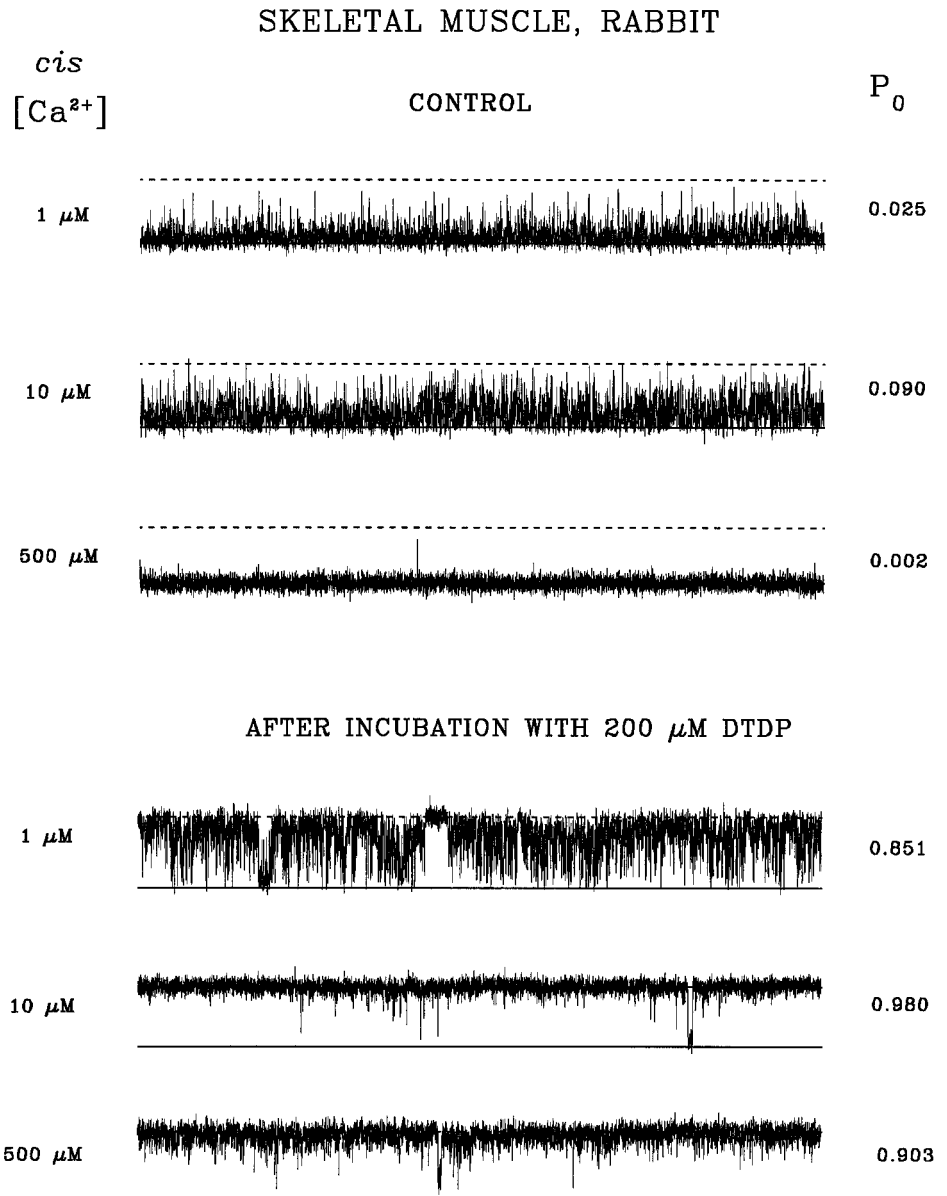 SKELETAL MUSCLE, RABBIT
cis
[Ca²⁺]
CONTROL
P₀
1 μM
0.025
10 μM
0.090
500 μM
0.002
AFTER INCUBATION WITH 200 μM DTDP
1 μM
0.851
10 μM
0.980
500 μM
0.903